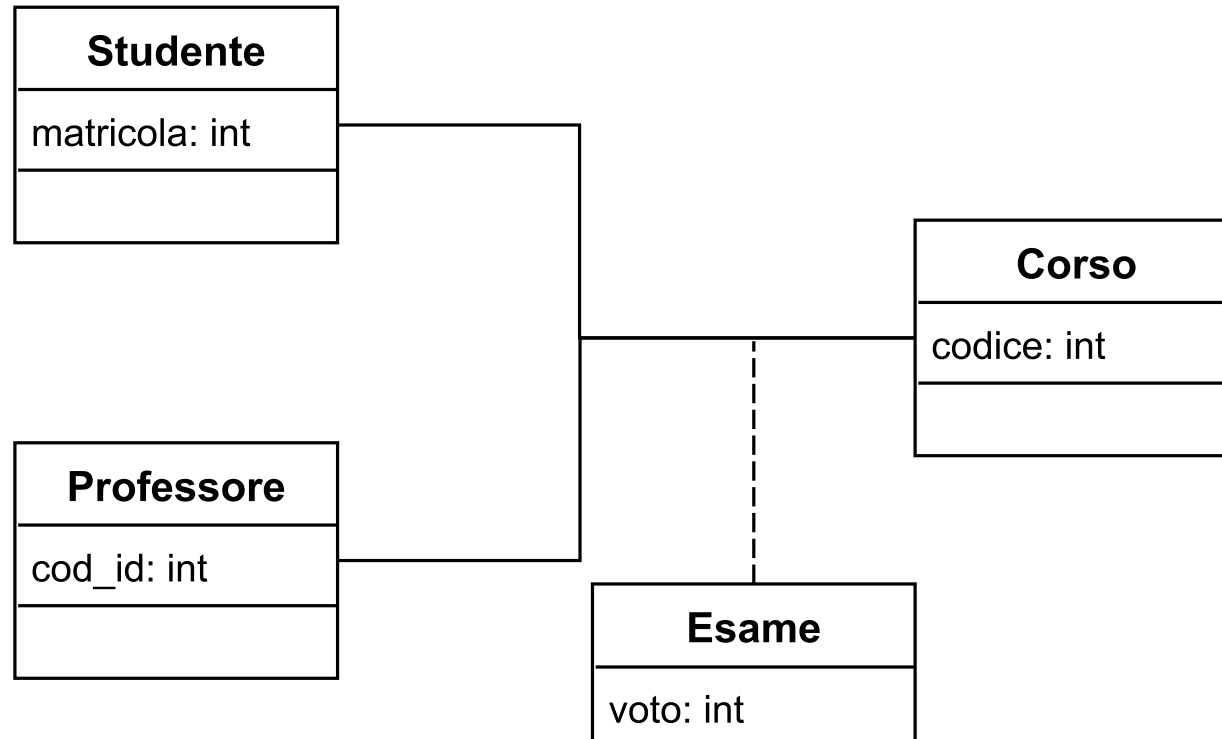 Studente
matricola: int
Corso
codice: int
Professore
cod_id: int
Esame
voto: int